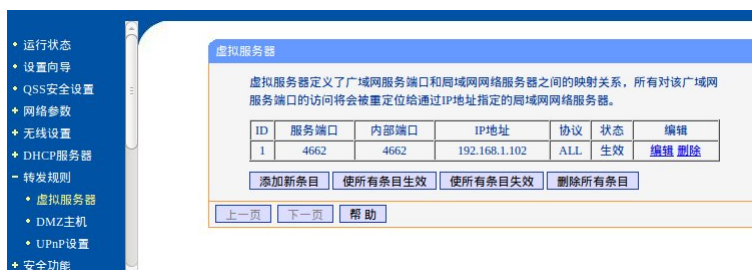 运行状态
设置向导
QSS安全设置
网络参数
无线设置
DHCP服务器
转发规则
虚拟服务器
DMZ主机
UPnP设置
安全功能
虚拟服务器
虚拟服务器定义了广域网服务端口和局域网网络服务器之间的映射关系，所有对该广域网
服务端口的访问将会被重定位给通过IP地址指定的局域网网络服务器。
ID 服务端口 内部端口 IP地址 协议 状态 编辑
1 4662 4662 192.168.1.102 ALL 生效 编辑 删除
添加新条目 使所有条目生效 使所有条目失效 删除所有条目
上一页 下一页 帮助